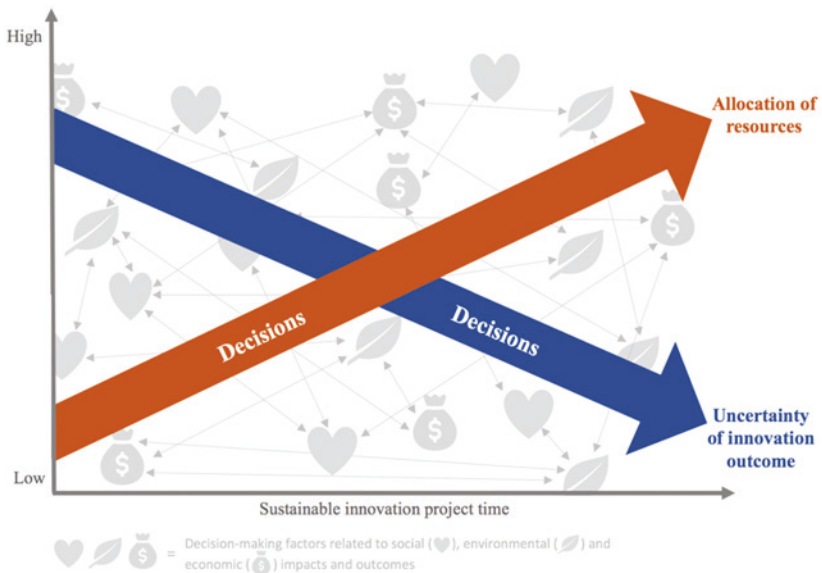 High
Allocation of
resources
Decisions
Decisions
Uncertainty
of innovation
outcome
Low
Sustainable innovation project time
= Decision-making factors related to social ( ), environmental ( ) and
economic ( ) impacts and outcomes
$
$
$
$
$
$
$